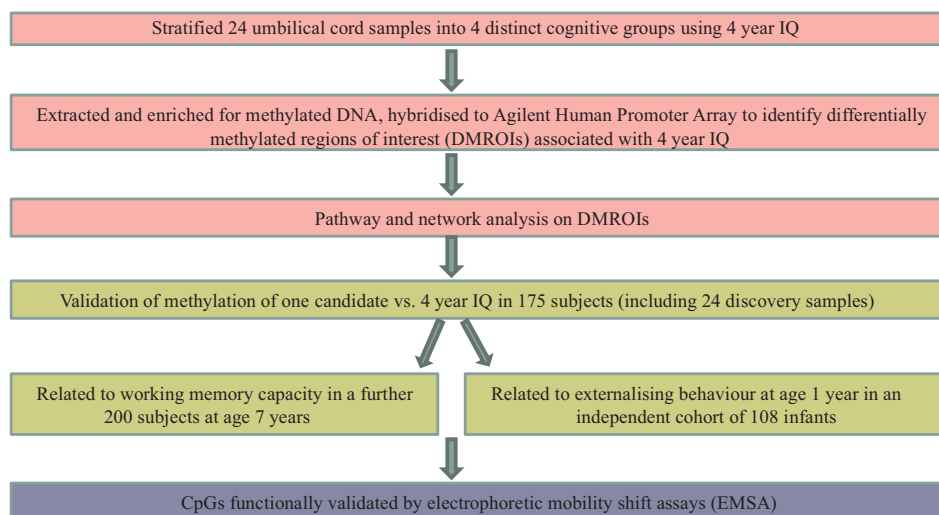 Stratified 24 umbilical cord samples into 4 distinct cognitive groups using 4 year IQ
Extracted and enriched for methylated DNA, hybridised to Agilent Human Promoter Array to identify differentially
methylated regions of interest (DMROIs) associated with 4 year IQ
Pathway and network analysis on DMROIs
Validation of methylation of one candidate vs. 4 year IQ in 175 subjects (including 24 discovery samples)
Related to working memory capacity in a further
200 subjects at age 7 years
Related to externalising behaviour at age 1 year in an
independent cohort of 108 infants
CpGs functionally validated by electrophoretic mobility shift assays (EMSA)